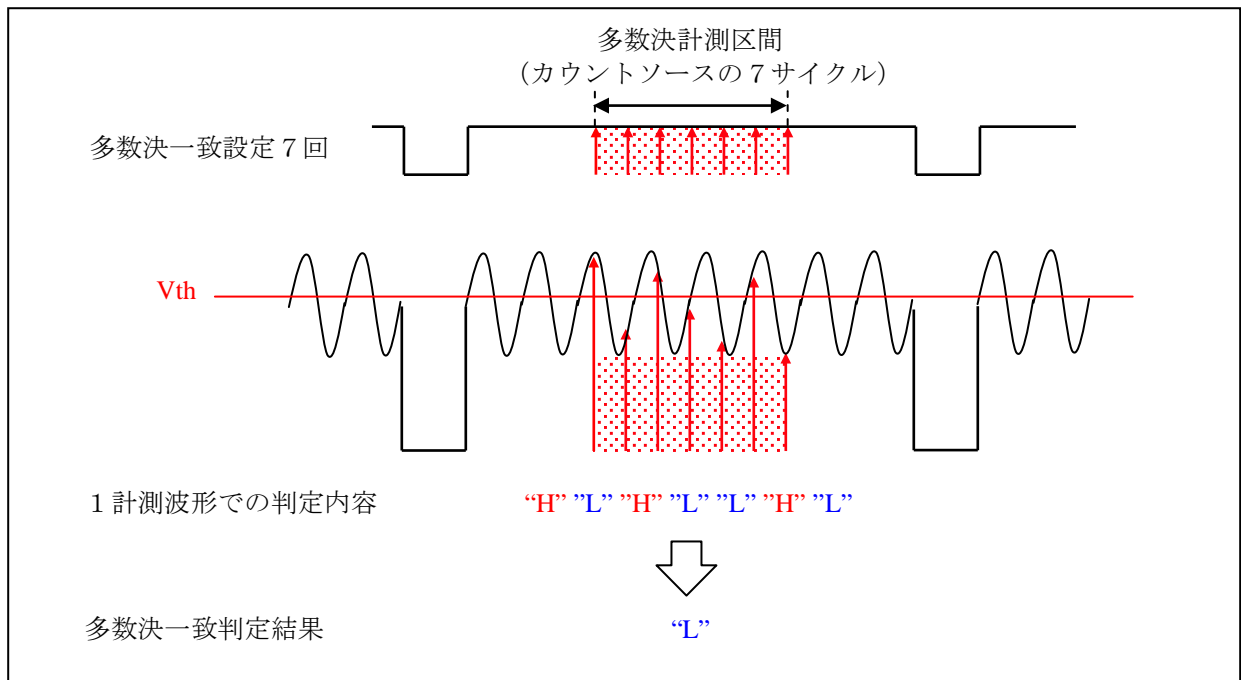 多数決計測区間
（カウントソースの７サイクル）
多数決一致設定７回
Vth
１計測波形での判定内容
“H” ”L” ”H” ”L” ”L” ”H” ”L”
多数決一致判定結果
“L”